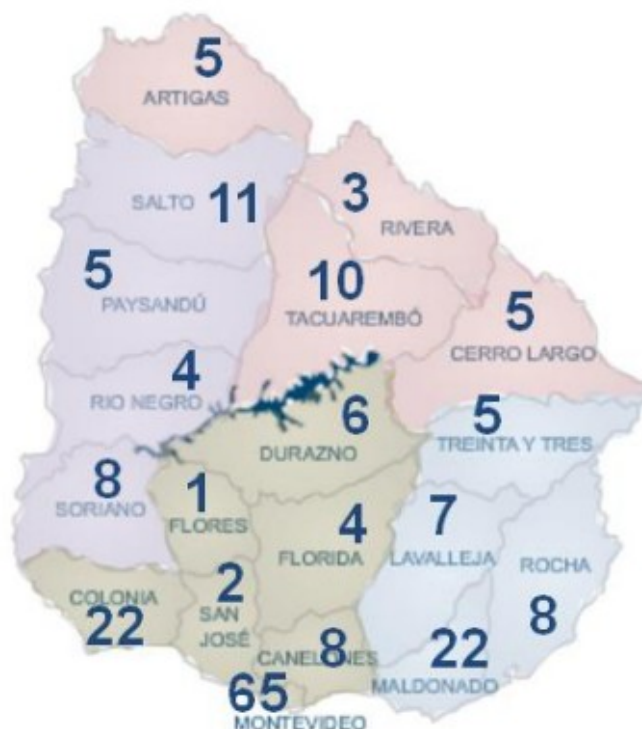 5
ARTIGAS
SALTO 11
3
RIVERA
5
PAYSANDÚ
10
TACUAREMBÓ
5
CERRO LARGO
4
RIO NEGRO
6
DURAZNO
5
TREINTA Y TRES
8
SORIANO
1
FLORES
4
FLORIDA
7
LAVALLEJA
ROCHA
8
COLONIA
22
2
SAN
JOSÉ
8
CANELONES
22
MALDONADO
65
MONTEVIDEO